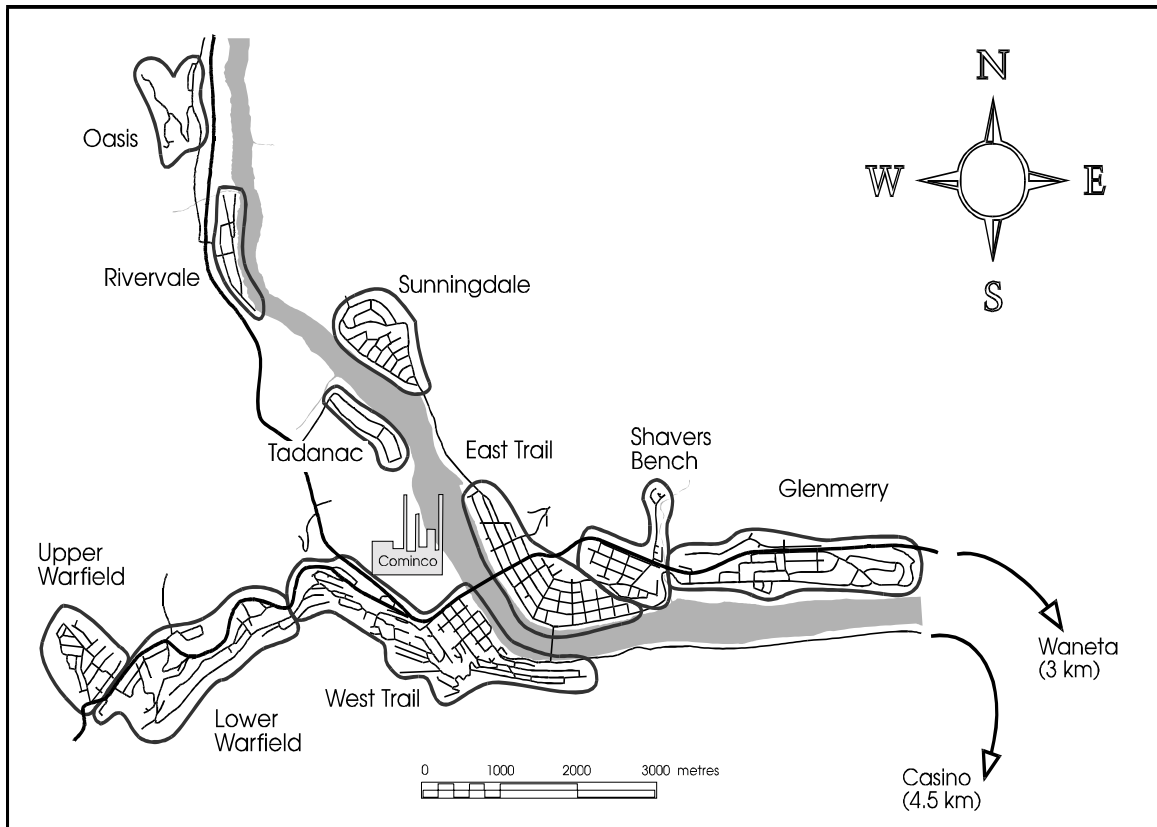 N
W
E
S
Oasis
Rivervale
Sunningdale
Tadanac
East Trail
Shavers
Bench
Glenmerry
Cominco
Upper
Warfield
Lower
Warfield
West Trail
Waneta
(3 km)
Casino
(4.5 km)
0 1000 2000 3000 metres